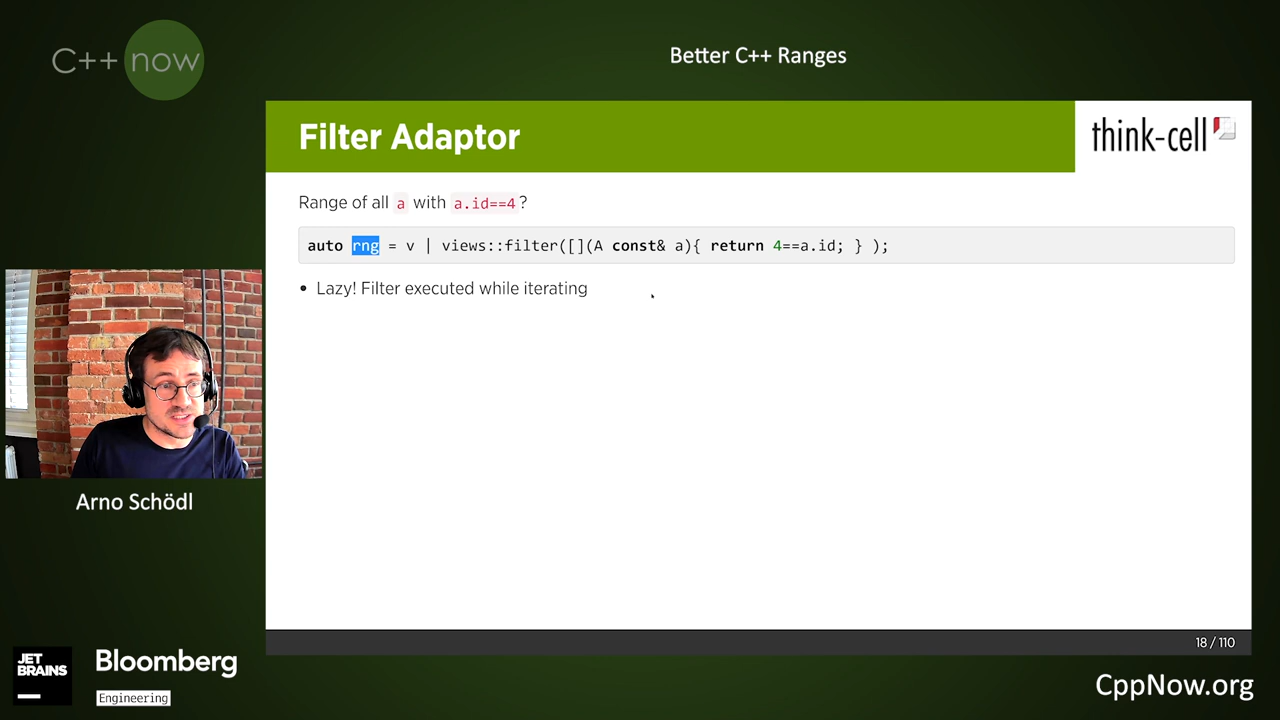 C++ now
Better C++ Ranges
Filter Adaptor
think-cell
Range of all a with a.id==4?
auto rng = v | views::filter([](A const& a){ return 4==a.id; } );
• Lazy! Filter executed while iterating
Arno Schödl
18 / 110
JET
BRAINS
Bloomberg
Engineering
CppNow.org